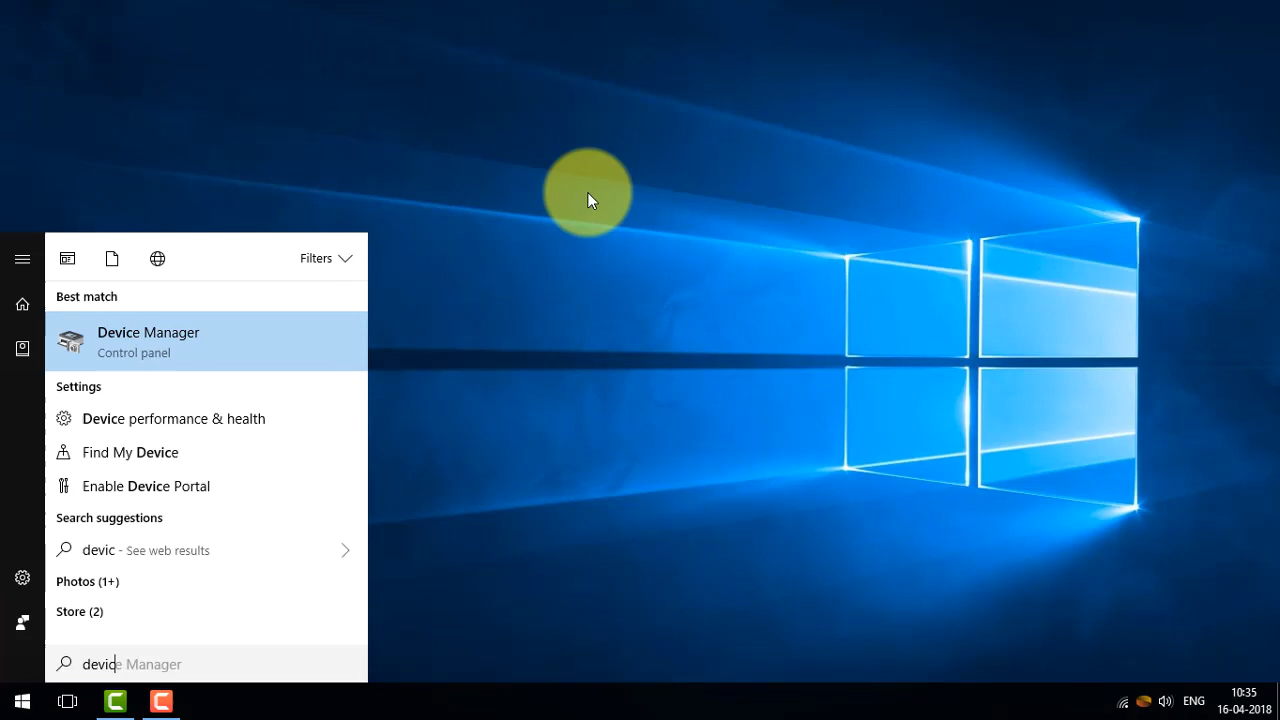 Filters
Best match
Device Manager
Control panel
Settings
Device performance & health
Find My Device
Enable Device Portal
Search suggestions
devic - See web results
Photos (1+)
Store (2)
device Manager
ENG
10:35
16-04-2018